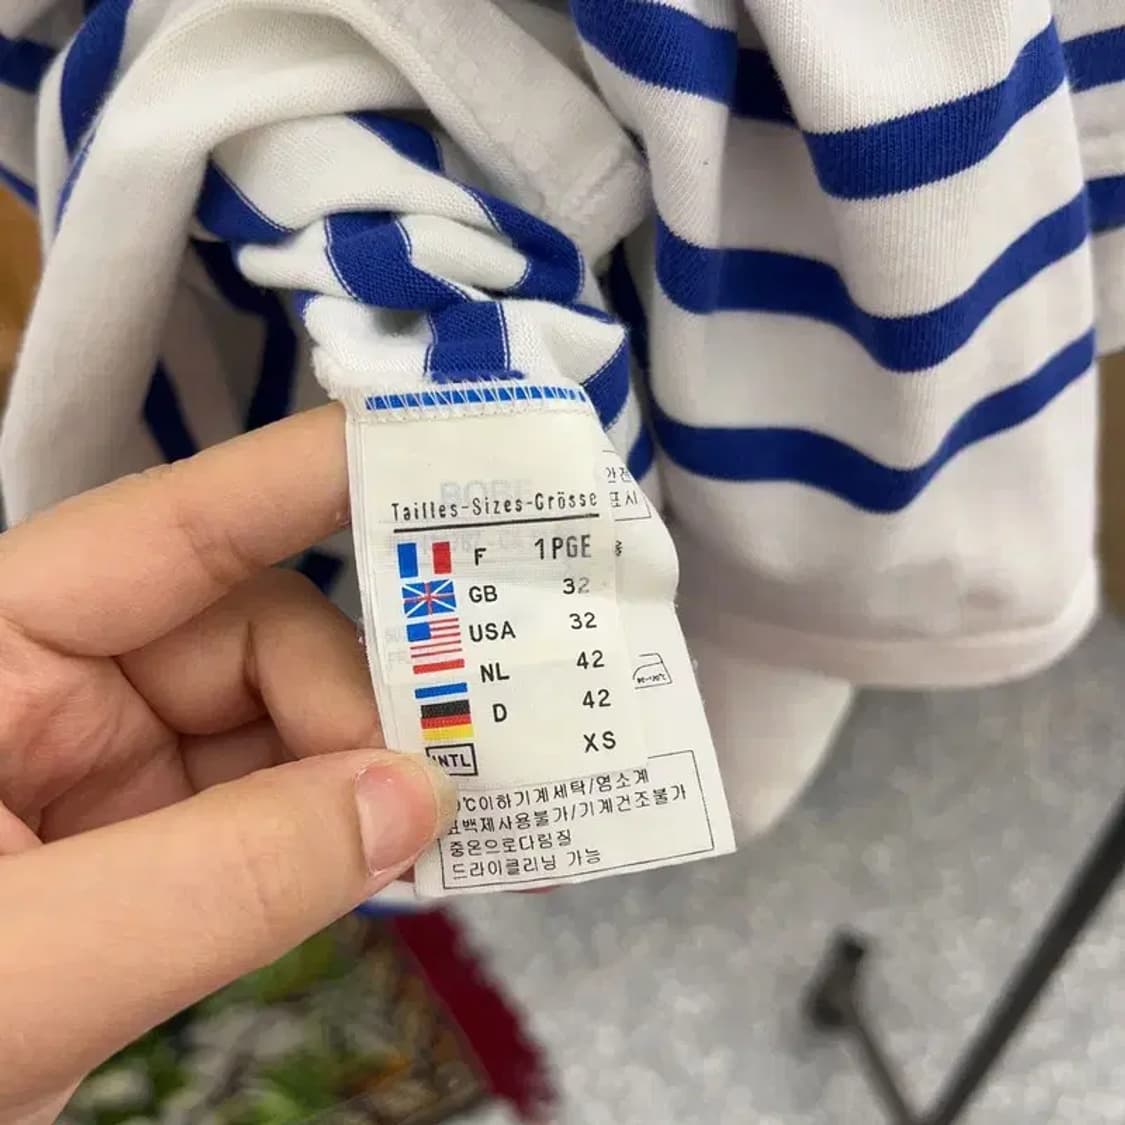 Tailles-Sizes-Grösse
F 1PGE
GB 32
USA 32
NL 42
D 42
INTL XS
℃이하기계세탁/염소계
표백제사용불가/기계건조불가
중온으로다림질
드라이클리닝 가능